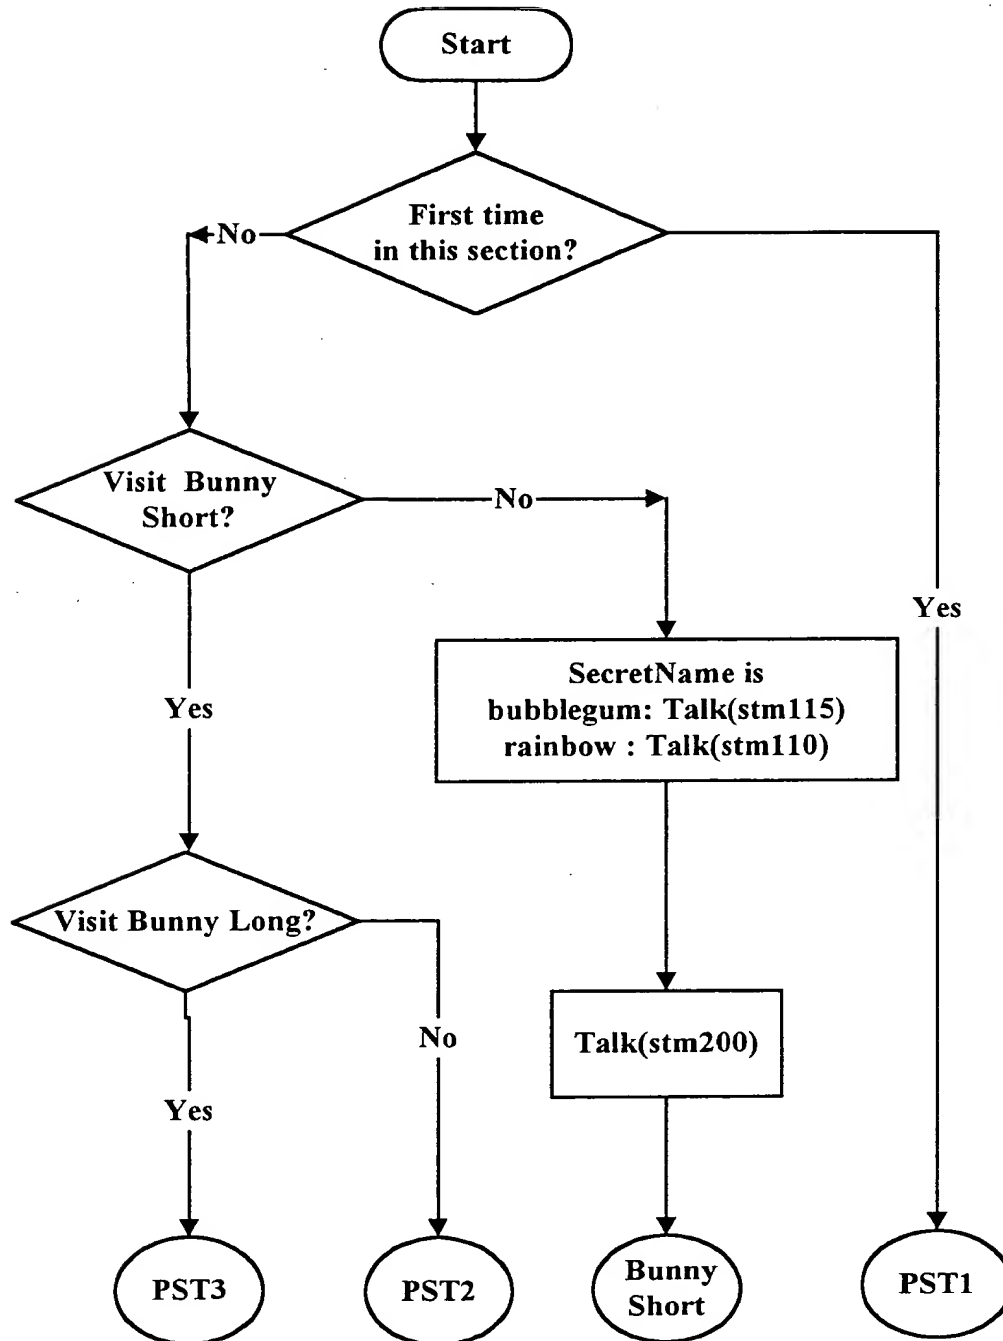 Start
First time
in this section?
No
Visit Bunny
Short?
No
Yes
SecretName is
bubblegum: Talk(stm115)
rainbow : Talk(stm110)
Yes
Visit Bunny Long?
Talk(stm200)
No
Yes
PST3
PST2
Bunny
Short
PST1